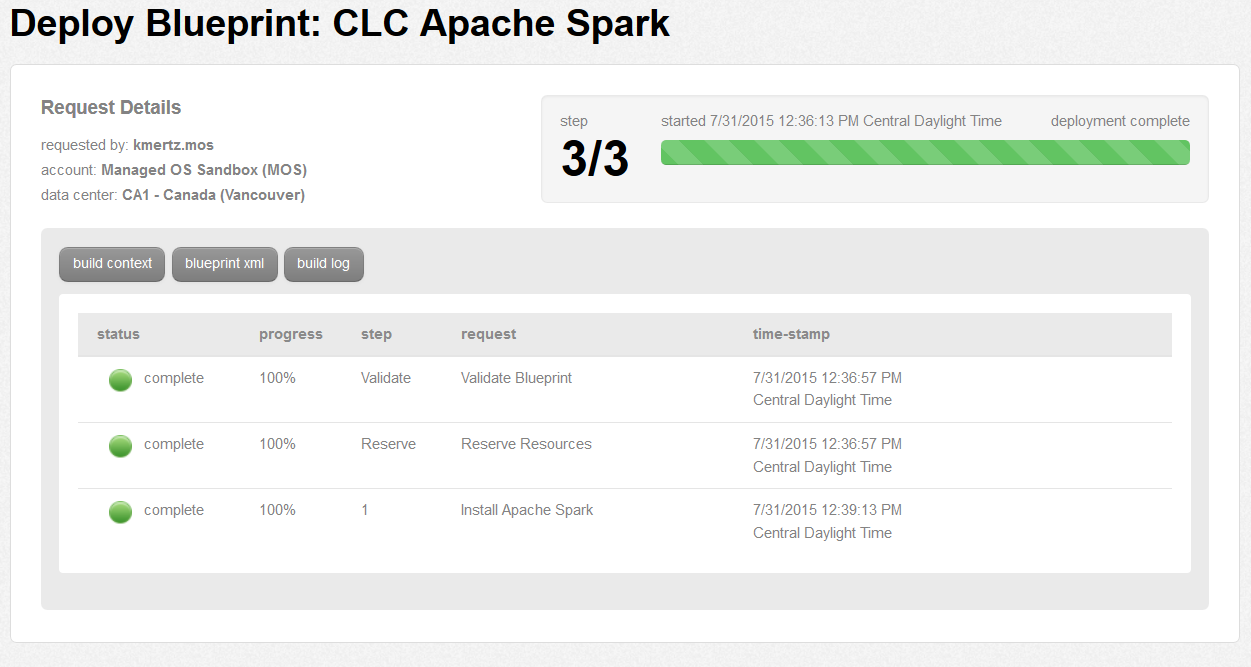 Deploy Blueprint: CLC Apache Spark
Request Details
requested by: kmertz.mos
account: Managed OS Sandbox (MOS)
data center: CA1 - Canada (Vancouver)
step
3/3
started 7/31/2015 12:36:13 PM Central Daylight Time
deployment complete
build context
blueprint xml
build log
status progress step request time-stamp
complete 100% Validate Validate Blueprint 7/31/2015 12:36:57 PM
Central Daylight Time
complete 100% Reserve Reserve Resources 7/31/2015 12:36:57 PM
Central Daylight Time
complete 100% 1 Install Apache Spark 7/31/2015 12:39:13 PM
Central Daylight Time